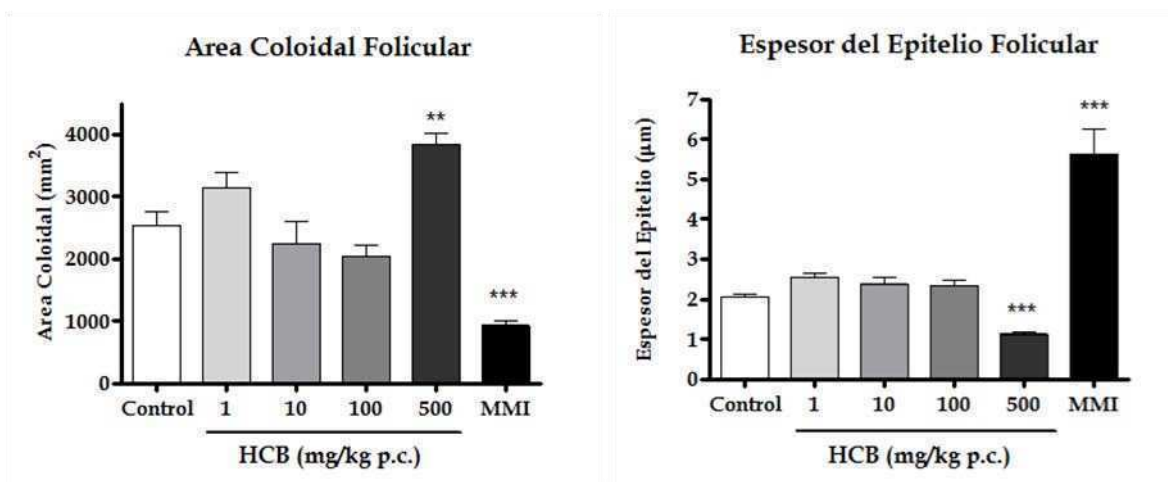 Area Coloidal Folicular
Area Coloidal (mm²)
4000
3000
2000
1000
0
**
***
Control 1 10 100 500 MMI
HCB (mg/kg p.c.)
Espesor del Epitelio Folicular
Espesor del Epitelio (µm)
7
6
5
4
3
2
1
0
***
***
Control 1 10 100 500 MMI
HCB (mg/kg p.c.)